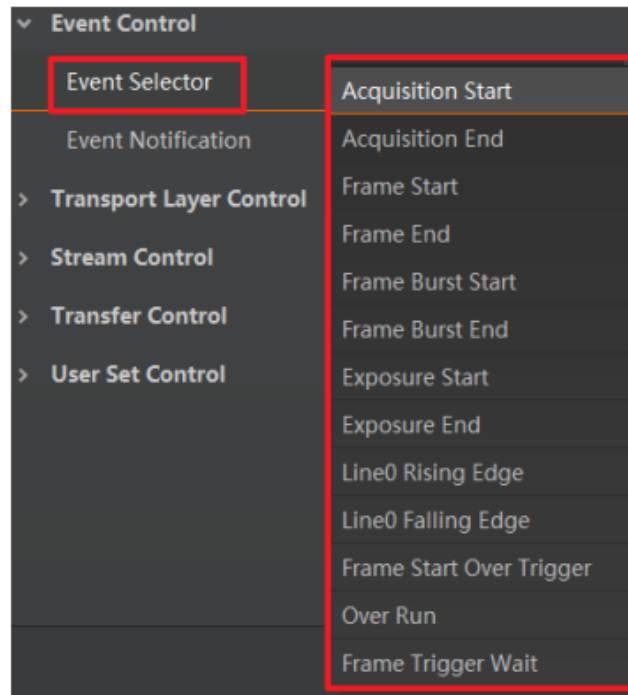 Event Control
Event Selector
Event Notification
Transport Layer Control
Stream Control
Transfer Control
User Set Control
Acquisition Start
Acquisition End
Frame Start
Frame End
Frame Burst Start
Frame Burst End
Exposure Start
Exposure End
Line0 Rising Edge
Line0 Falling Edge
Frame Start Over Trigger
Over Run
Frame Trigger Wait